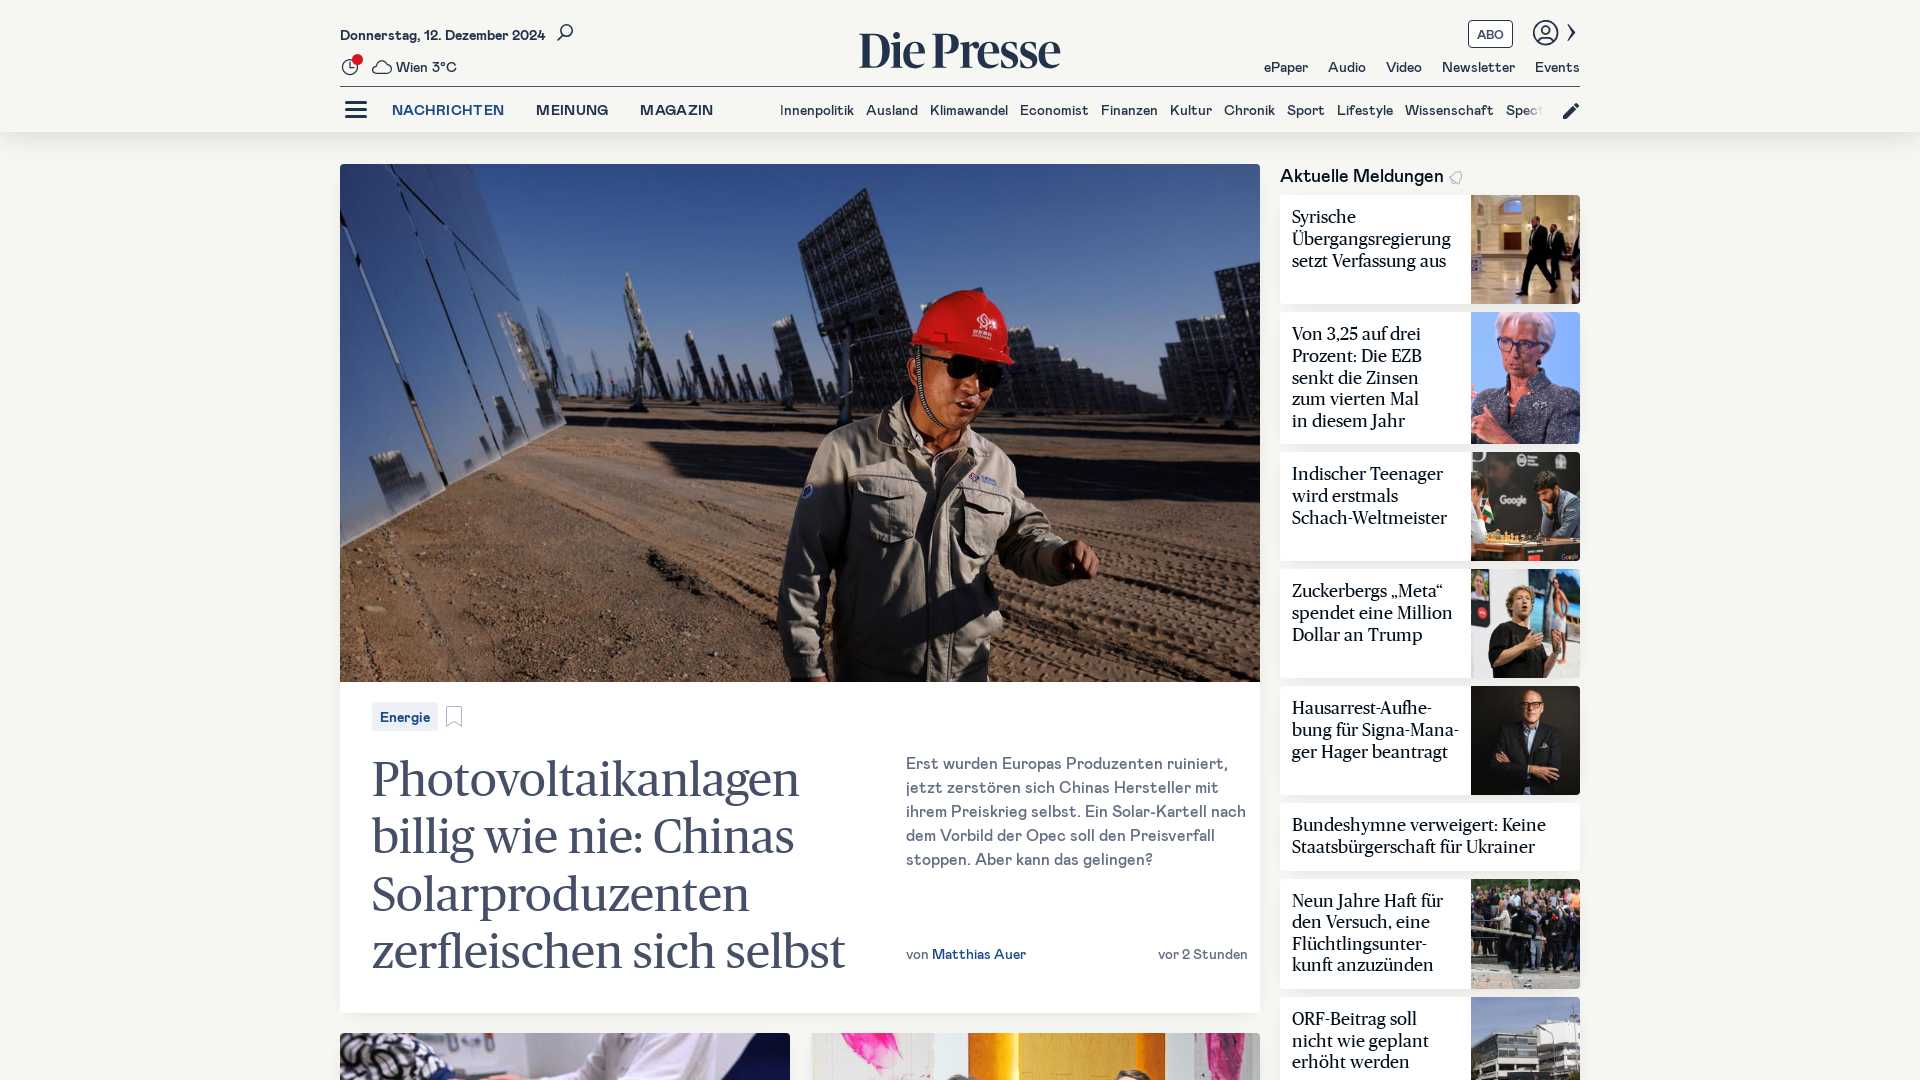 Donnerstag, 12. Dezember 2024
Wien 3°C
Die Presse
ABO
ePaper Audio Video Newsletter Events
NACHRICHTEN MEINUNG MAGAZIN
Innenpolitik Ausland Klimawandel Economist Finanzen Kultur Chronik Sport Lifestyle Wissenschaft Spect
Energie
Photovoltaikanlagen
billig wie nie: Chinas
Solarproduzenten
zerfleischen sich selbst
Erst wurden Europas Produzenten ruiniert,
jetzt zerstören sich Chinas Hersteller mit
ihrem Preiskrieg selbst. Ein Solar-Kartell nach
dem Vorbild der Opec soll den Preisverfall
stoppen. Aber kann das gelingen?
von Matthias Auer
vor 2 Stunden
Aktuelle Meldungen
Syrische
Übergangsregierung
setzt Verfassung aus
Von 3,25 auf drei
Prozent: Die EZB
senkt die Zinsen
zum vierten Mal
in diesem Jahr
Indischer Teenager
wird erstmals
Schach-Weltmeister
Google
Zuckerbergs „Meta“
spendet eine Million
Dollar an Trump
Hausarrest-Aufhe-
bung für Signa-Mana-
ger Hager beantragt
Bundeshymne verweigert: Keine
Staatsbürgerschaft für Ukrainer
Neun Jahre Haft für
den Versuch, eine
Flüchtlingsunter-
kunft anzuzünden
ORF-Beitrag soll
nicht wie geplant
erhöht werden